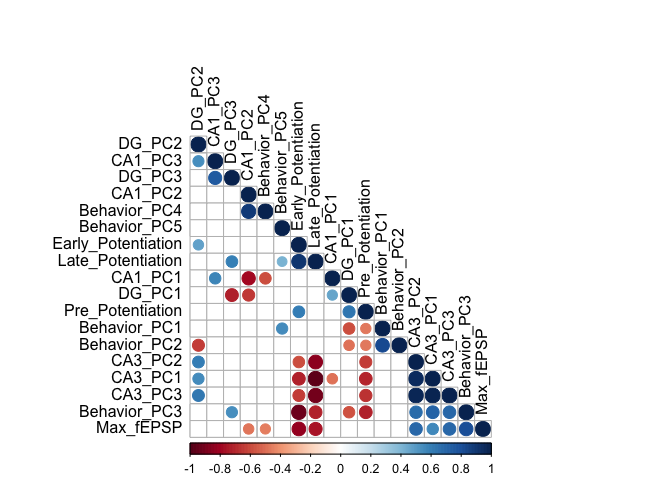 DG_PC2
CA1_PC3
DG_PC3
CA1_PC2
Behavior_PC4
Behavior_PC5
Early_Potentiation
Late_Potentiation
CA1_PC1
DG_PC1
Pre_Potentiation
Behavior_PC1
Behavior_PC2
CA3_PC2
CA3_PC1
CA3_PC3
Behavior_PC3
Max_fEPSP
DG_PC2
CA1_PC3
DG_PC3
CA1_PC2
Behavior_PC4
Behavior_PC5
Early_Potentiation
Late_Potentiation
CA1_PC1
DG_PC1
Pre_Potentiation
Behavior_PC1
Behavior_PC2
CA3_PC2
CA3_PC1
CA3_PC3
Behavior_PC3
Max_fEPSP
-1 -0.8 -0.6 -0.4 -0.2 0 0.2 0.4 0.6 0.8 1